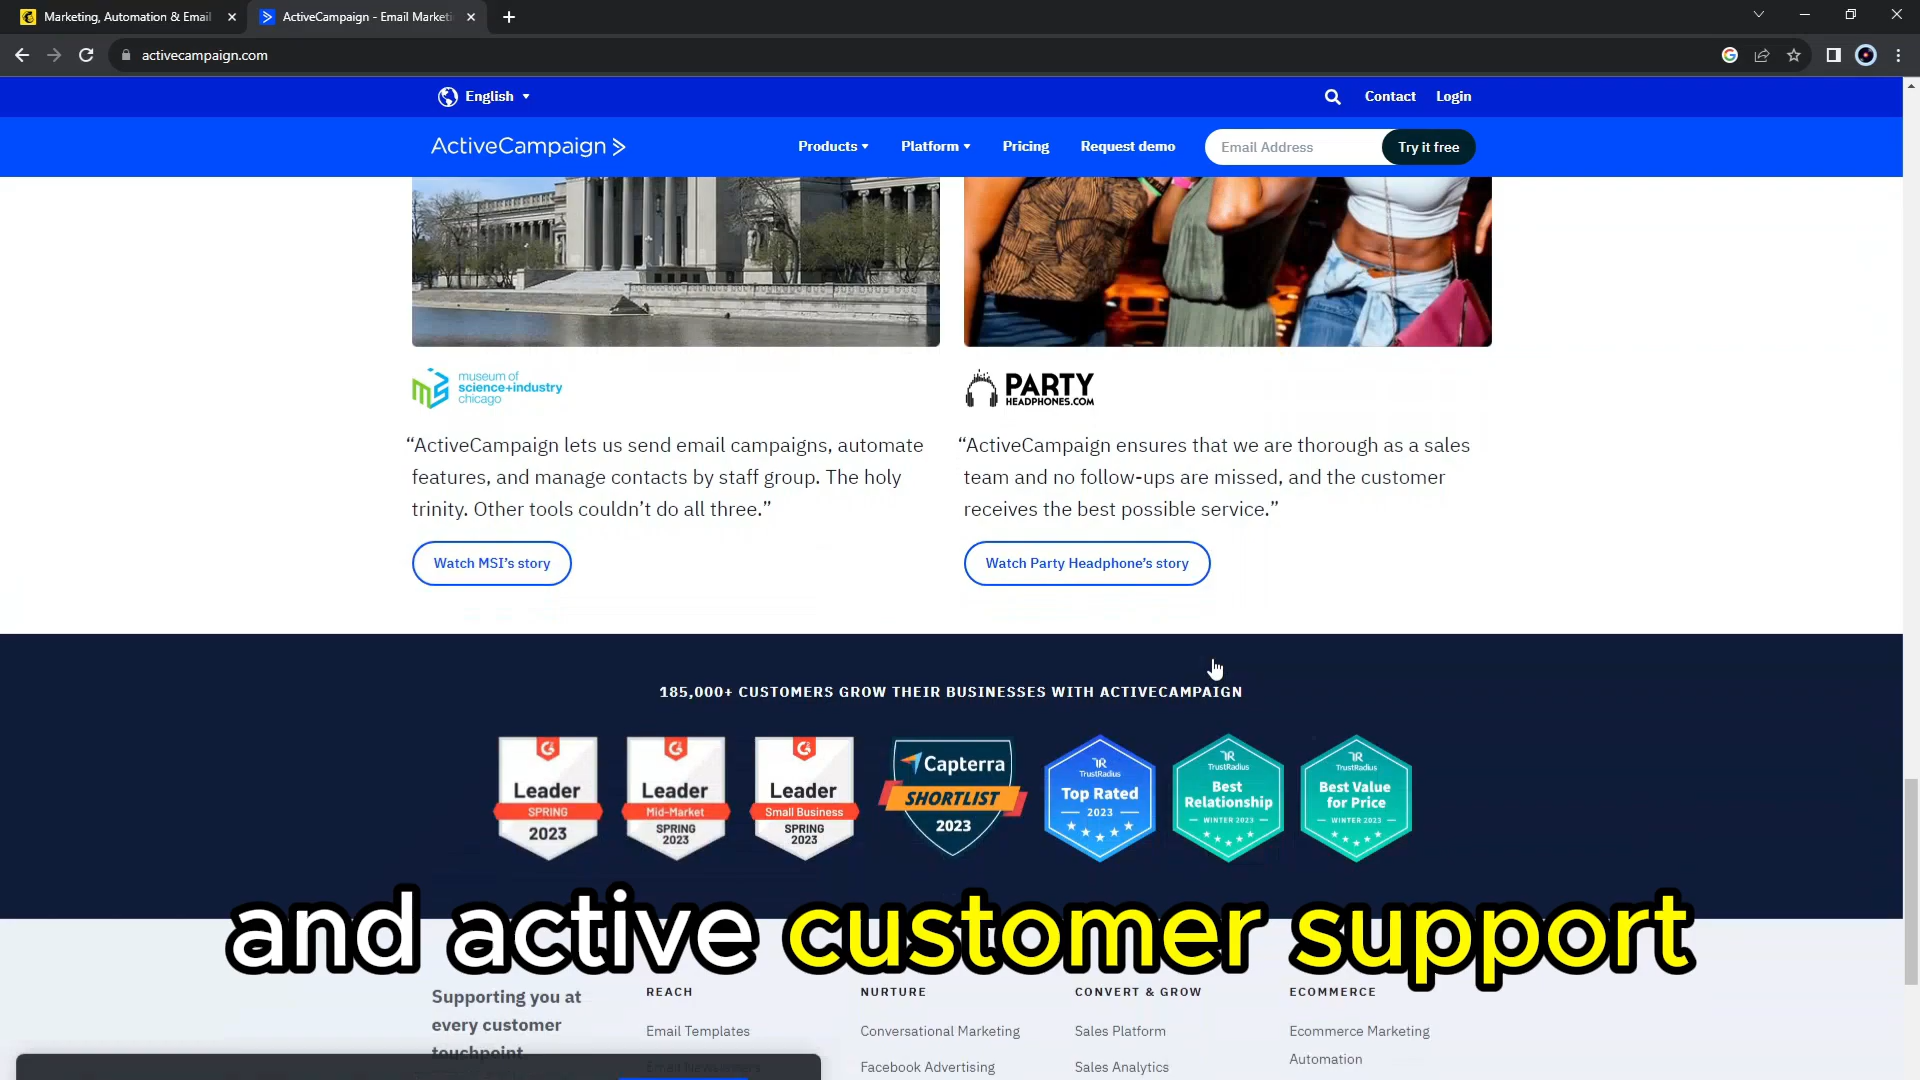 Marketing, Automation & Email
ActiveCampaign - Email Marketi
activecampaign.com
English
Contact
Login
ActiveCampaign
Products
Platform
Pricing
Request demo
Email Address
Try it free
museum of
science+industry
chicago
PARTY
HEADPHONES.COM
“ActiveCampaign lets us send email campaigns, automate
features, and manage contacts by staff group. The holy
trinity. Other tools couldn’t do all three.”
“ActiveCampaign ensures that we are thorough as a sales
team and no follow-ups are missed, and the customer
receives the best possible service.”
Watch MSI’s story
Watch Party Headphone’s story
185,000+ CUSTOMERS GROW THEIR BUSINESSES WITH ACTIVECAMPAIGN
Leader
SPRING
2023
Leader
Mid-Market
SPRING
2023
Leader
Small Business
SPRING
2023
Capterra
SHORTLIST
2023
TrustRadius
Top Rated
2023
TrustRadius
Best
Relationship
WINTER 2023
TrustRadius
Best Value
for Price
WINTER 2023
and active customer support
Supporting you at
every customer
touchpoint.
REACH
Email Templates
NURTURE
Conversational Marketing
Facebook Advertising
CONVERT & GROW
Sales Platform
Sales Analytics
ECOMMERCE
Ecommerce Marketing
Automation